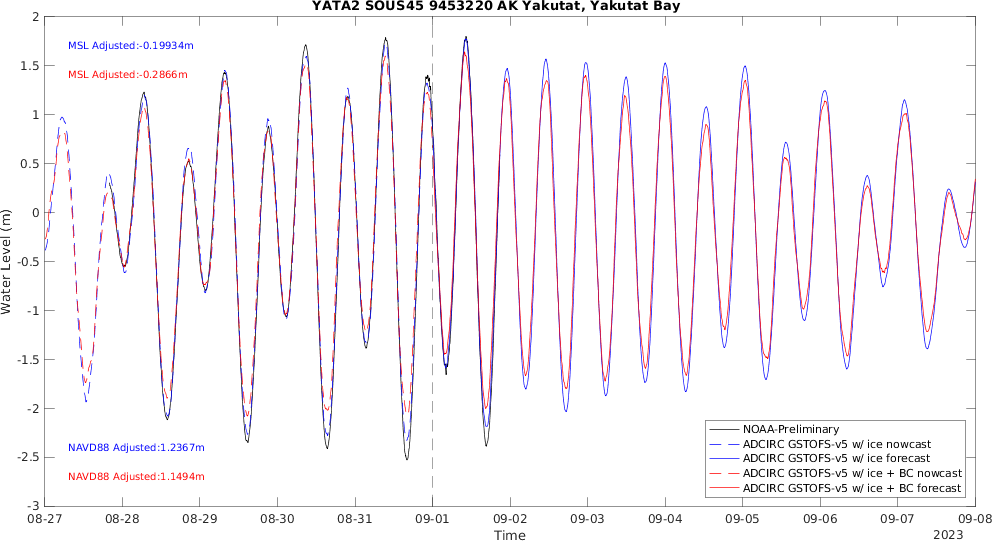 YATA2 SOUS45 9453220 AK Yakutat, Yakutat Bay
2
1.5
1
0.5
0
-0.5
-1
-1.5
-2
-2.5
-3
Water Level (m)
MSL Adjusted:-0.19934m
MSL Adjusted:-0.2866m
NAVD88 Adjusted:1.2367m
NAVD88 Adjusted:1.1494m
NOAA-Preliminary
ADCIRC GSTOFS-v5 w/ ice nowcast
ADCIRC GSTOFS-v5 w/ ice forecast
ADCIRC GSTOFS-v5 w/ ice + BC nowcast
ADCIRC GSTOFS-v5 w/ ice + BC forecast
08-27 08-28 08-29 08-30 08-31 09-01 09-02 09-03 09-04 09-05 09-06 09-07 09-08
Time
2023